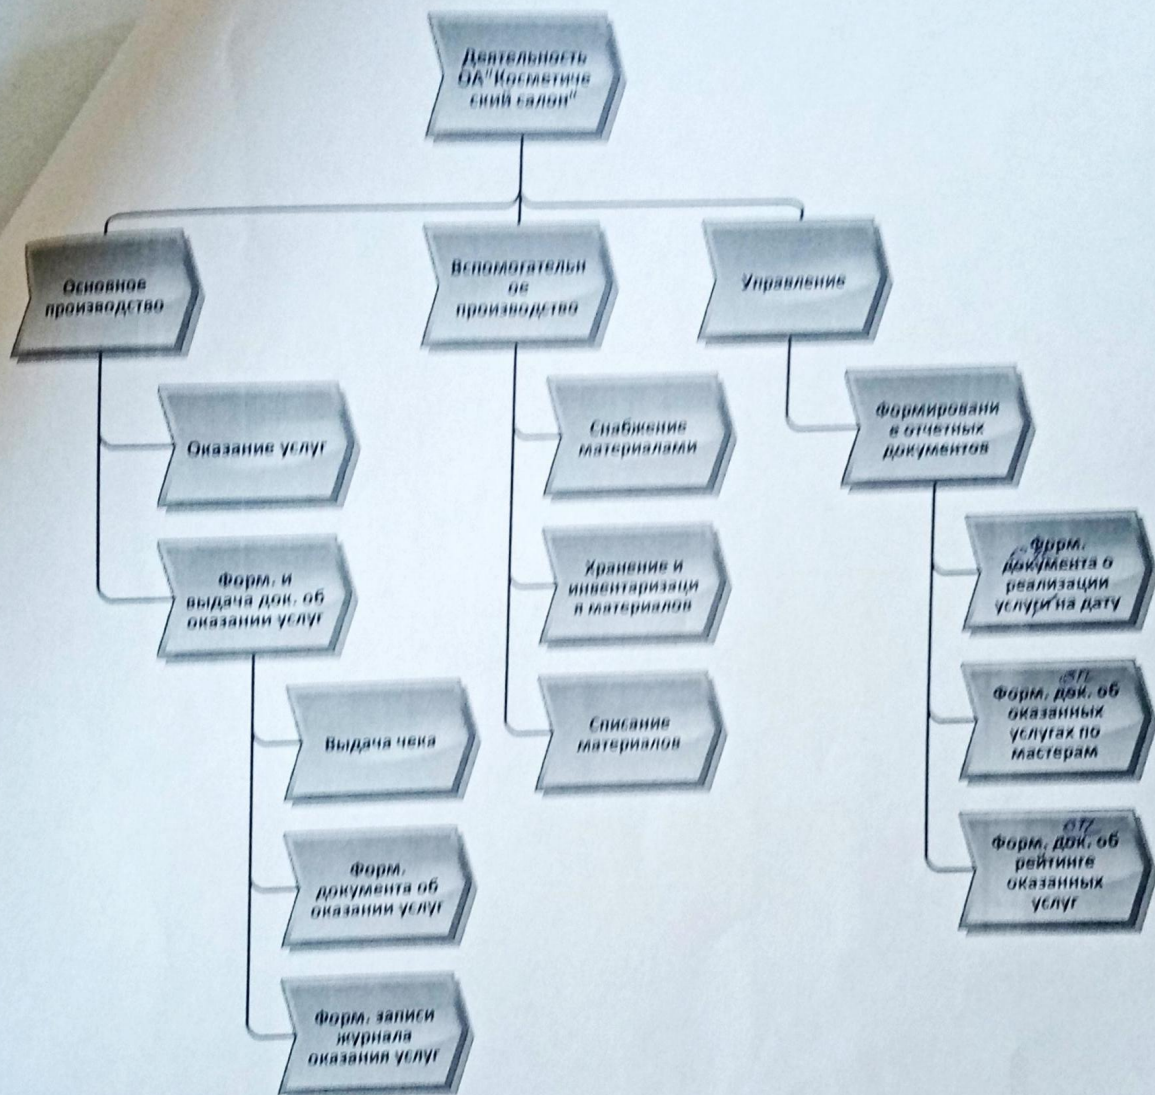 Деятельность
ОА"Косметиче
ский салон"
Основное
производство
Вспомогательн
ое
производство
Управление
Оказание услуг
Форм. и
выдача док. об
оказании услуг
Выдача чека
Форм.
документа об
оказании услуг
Форм. записи
журнала
оказания услуг
Снабжение
материалами
Хранение и
инвентаризаци
я материалов
Списание
материалов
Формировани
е отчетных
документов
Форм.
документа о
реализации
услуги на дату
Форм. док. об
оказанных
услугах по
мастерам
Форм. док. об
рейтинге
оказанных
услуг